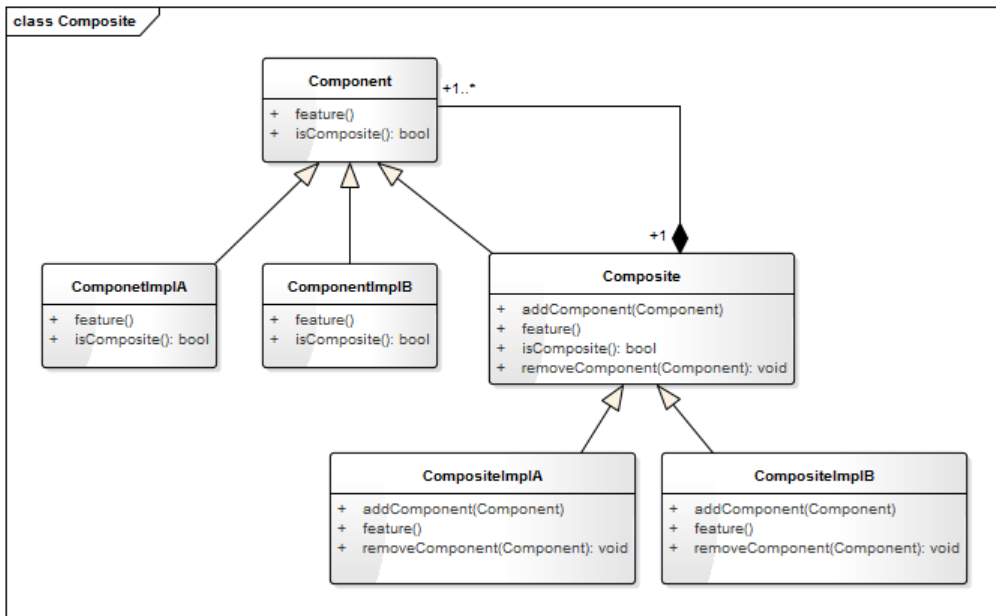 class Composite
Component
+ feature()
+ isComposite(): bool
+1..*
+1
ComponetImplA
+ feature()
+ isComposite(): bool
ComponentImplB
+ feature()
+ isComposite(): bool
Composite
+ addComponent(Component)
+ feature()
+ isComposite(): bool
+ removeComponent(Component): void
CompositeImplA
+ addComponent(Component)
+ feature()
+ removeComponent(Component): void
CompositeImplB
+ addComponent(Component)
+ feature()
+ removeComponent(Component): void